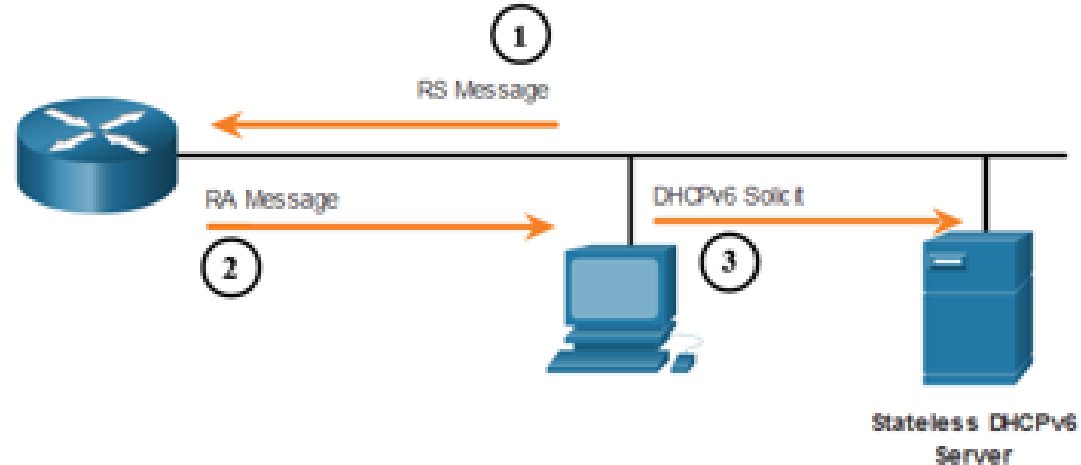 1
RS Message
RA Message
DHCPv6 Solicit
2
3
Stateless DHCPv6
Server